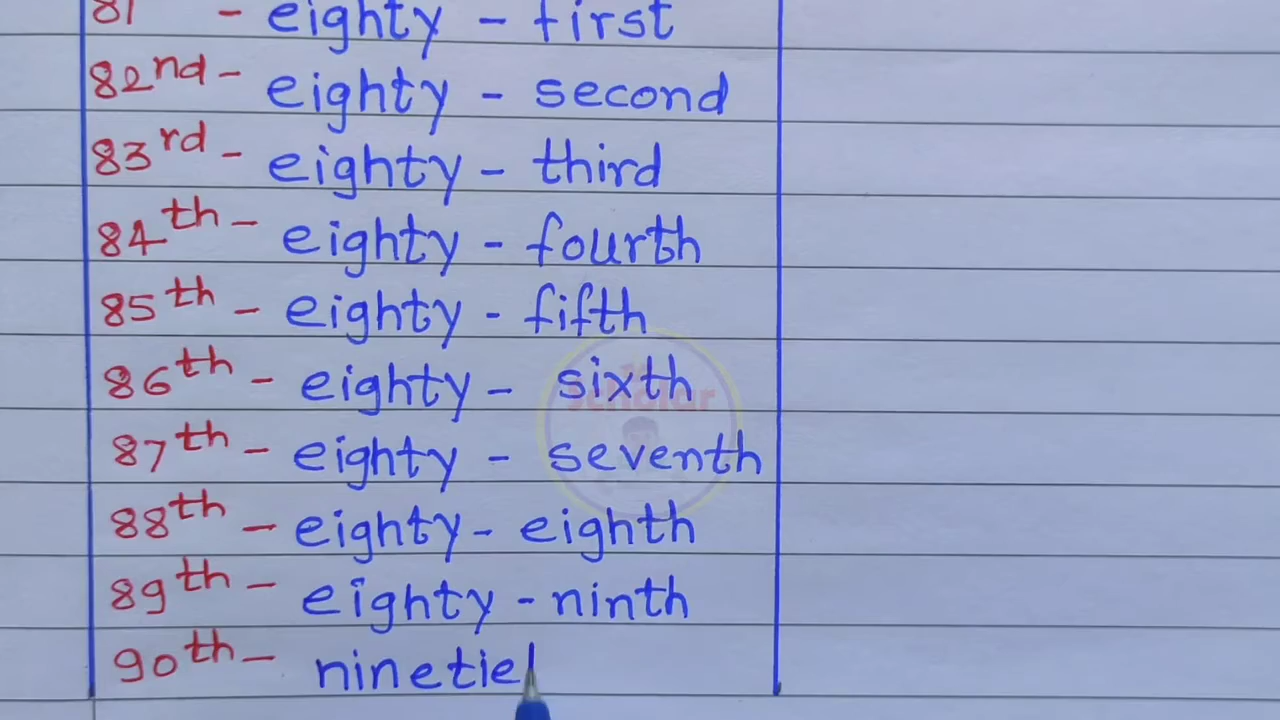 81 - eighty - first
82nd - eighty - second
83rd - eighty - third
84th - eighty - fourth
85th - eighty - fifth
86th - eighty - sixth
87th - eighty - seventh
88th - eighty - eighth
89th - eighty - ninth
90th - ninetie
Scholar